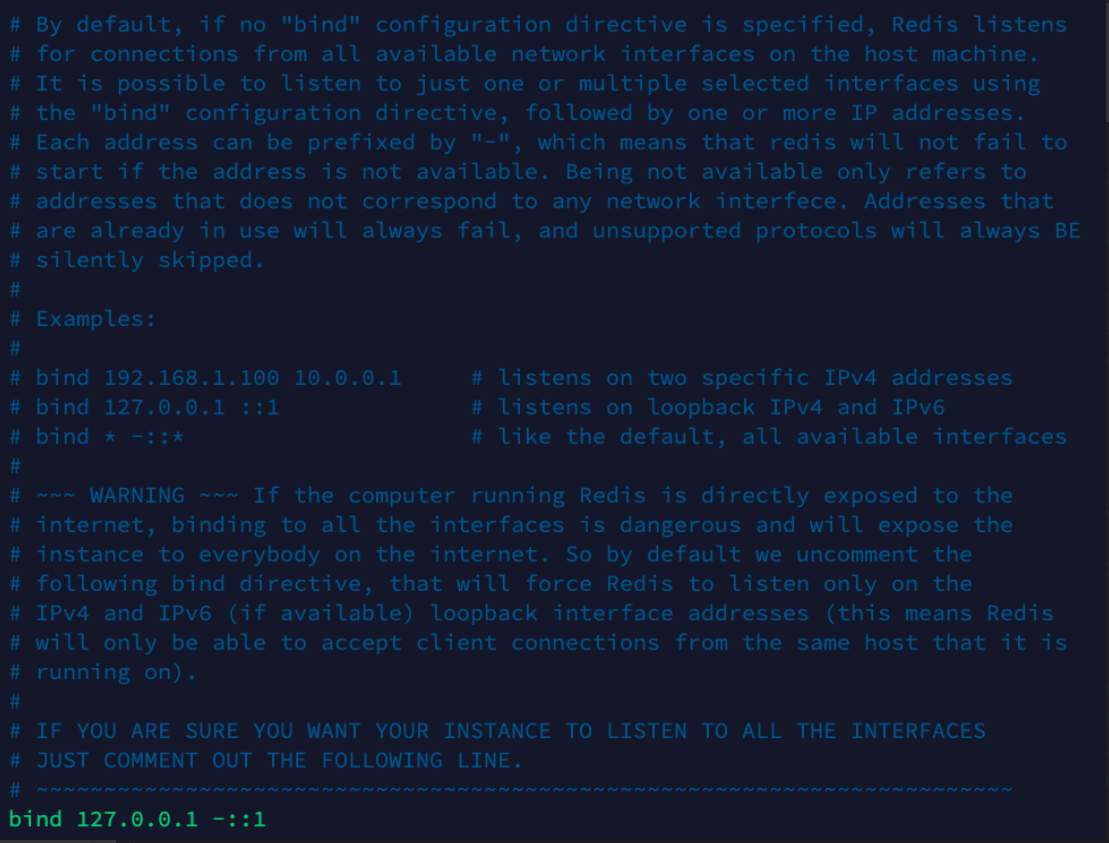 # By default, if no "bind" configuration directive is specified, Redis listens
# for connections from all available network interfaces on the host machine.
# It is possible to listen to just one or multiple selected interfaces using
# the "bind" configuration directive, followed by one or more IP addresses.
# Each address can be prefixed by "-", which means that redis will not fail to
# start if the address is not available. Being not available only refers to
# addresses that does not correspond to any network interfece. Addresses that
# are already in use will always fail, and unsupported protocols will always BE
# silently skipped.
#
# Examples:
#
# bind 192.168.1.100 10.0.0.1     # listens on two specific IPv4 addresses
# bind 127.0.0.1 ::1              # listens on loopback IPv4 and IPv6
# bind * -::*                     # like the default, all available interfaces
#
# ~~~ WARNING ~~~ If the computer running Redis is directly exposed to the
# internet, binding to all the interfaces is dangerous and will expose the
# instance to everybody on the internet. So by default we uncomment the
# following bind directive, that will force Redis to listen only on the
# IPv4 and IPv6 (if available) loopback interface addresses (this means Redis
# will only be able to accept client connections from the same host that it is
# running on).
#
# IF YOU ARE SURE YOU WANT YOUR INSTANCE TO LISTEN TO ALL THE INTERFACES
# JUST COMMENT OUT THE FOLLOWING LINE.
# ~~~~~~~~~~~~~~~~~~~~~~~~~~~~~~~~~~~~~~~~~~~~~~~~~~~~~~~~~~~~~~~~~~~~~~~~
bind 127.0.0.1 -::1